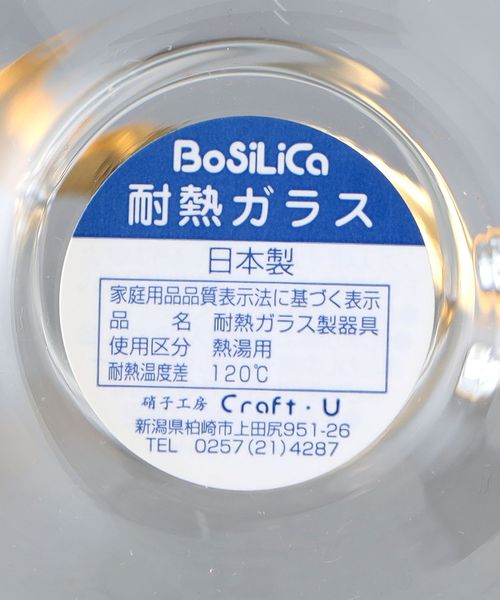 BoSiLiCa
耐熱ガラス
日本製
家庭用品品質表示法に基づく表示
品 名 耐熱ガラス製器具
使用区分 熱湯用
耐熱温度差 120℃
硝子工房 Craft・U
新潟県柏崎市上田尻951-26
TEL 0257(21)4287